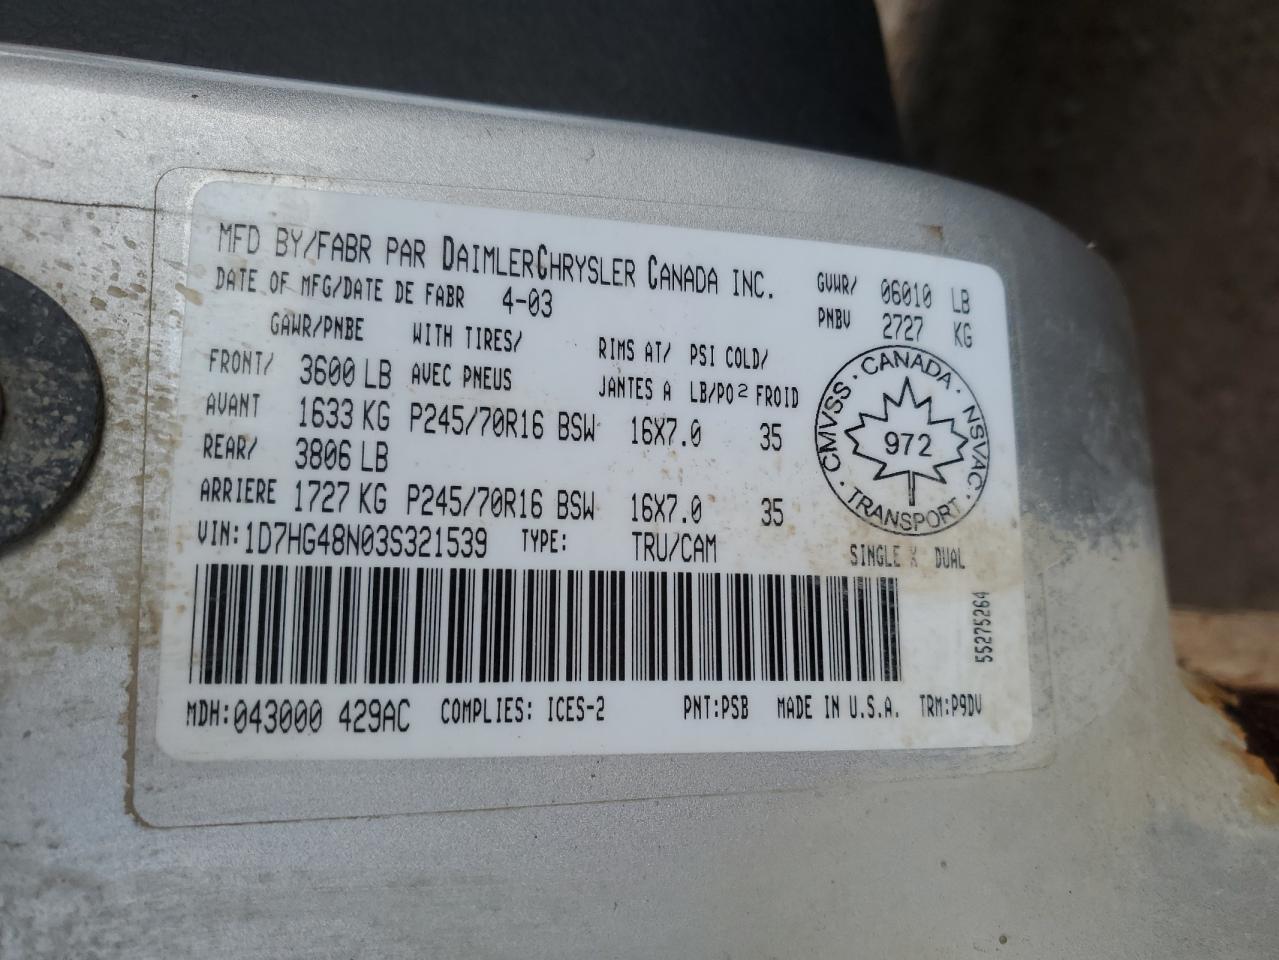 MFD BY/FABR PAR DAIMLERCHRYSLER CANADA INC.
DATE OF MFG/DATE DE FABR 4-03
GVWR/ 06010 LB
PNBV 2727 KG
GAWR/PNBE WITH TIRES/ RIMS AT/ PSI COLD/
FRONT/ 3600 LB AVEC PNEUS JANTES A LB/PO² FROID
AVANT 1633 KG P245/70R16 BSW 16X7.0 35
REAR/ 3806 LB
ARRIERE 1727 KG P245/70R16 BSW 16X7.0 35
CMVSS · CANADA · NSVAC · TRANSPORT ·
972
VIN: 1D7HG48N03S321539 TYPE: TRU/CAM SINGLE X DUAL
55275264
MDH: 043000 429AC COMPLIES: ICES-2 PNT:PSB MADE IN U.S.A. TRM:P9DV